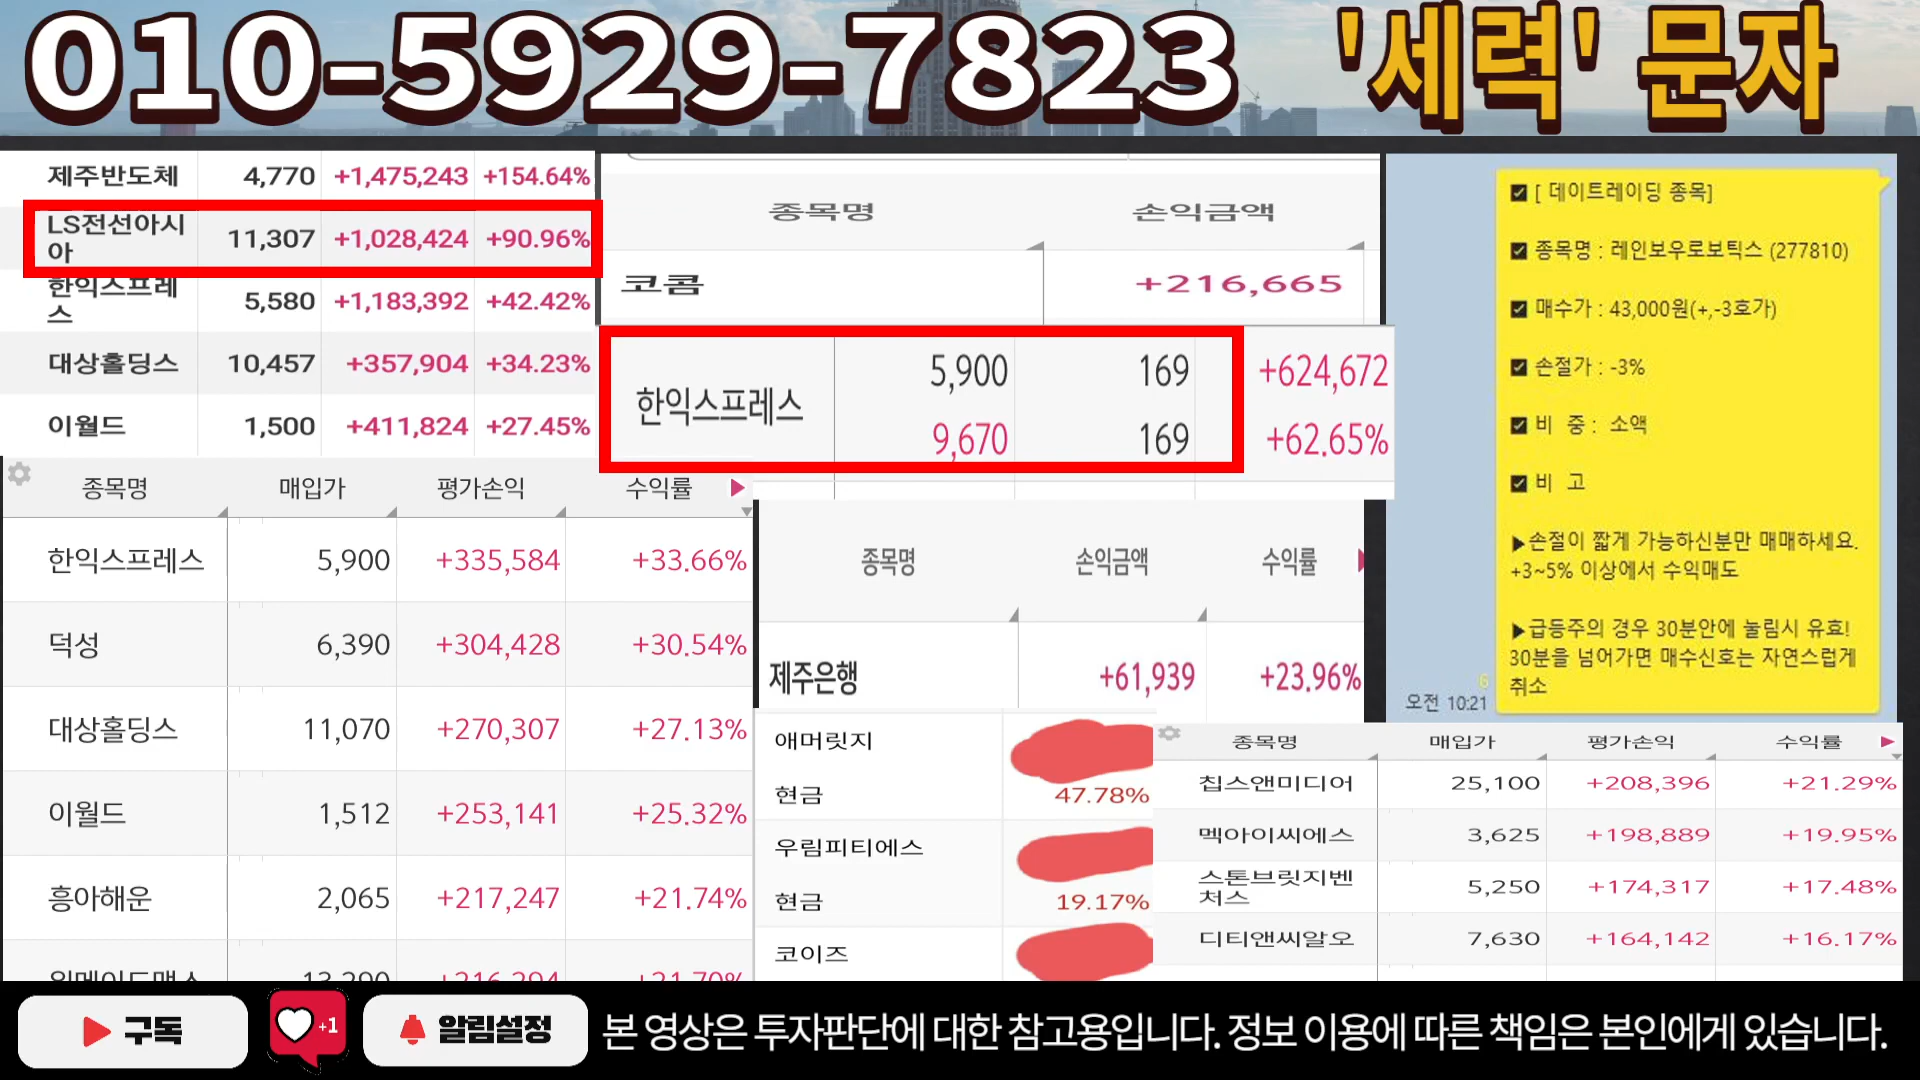 010-5929-7823 '세력' 문자
제주반도체 4,770 +1,475,243 +154.64%
LS전선아시아 11,307 +1,028,424 +90.96%
한익스프레스 5,580 +1,183,392 +42.42%
대상홀딩스 10,457 +357,904 +34.23%
이월드 1,500 +411,824 +27.45%
종목명 손익금액
코콤 +216,665
한익스프레스 5,900 169 +624,672
9,670 169 +62.65%
[ 데이트레이딩 종목]
종목명 : 레인보우로보틱스 (277810)
매수가 : 43,000원(+,-3호가)
손절가 : -3%
비 중 : 소액
비 고
▶손절이 짧게 가능하신분만 매매하세요.
+3~5% 이상에서 수익매도
▶급등주의 경우 30분안에 눌림시 유효!
30분을 넘어가면 매수신호는 자연스럽게
취소
6
오전 10:21
종목명 매입가 평가손익 수익률
한익스프레스 5,900 +335,584 +33.66%
덕성 6,390 +304,428 +30.54%
대상홀딩스 11,070 +270,307 +27.13%
이월드 1,512 +253,141 +25.32%
흥아해운 2,065 +217,247 +21.74%
종목명 손익금액 수익률
제주은행 +61,939 +23.96%
애머릿지
현금 47.78%
우림피티에스
현금 19.17%
코이즈
종목명 매입가 평가손익 수익률
칩스앤미디어 25,100 +208,396 +21.29%
멕아이씨에스 3,625 +198,889 +19.95%
스톤브릿지벤처스 5,250 +174,317 +17.48%
디티앤씨알오 7,630 +164,142 +16.17%
구독 +1 알림설정 본 영상은 투자판단에 대한 참고용입니다. 정보 이용에 따른 책임은 본인에게 있습니다.